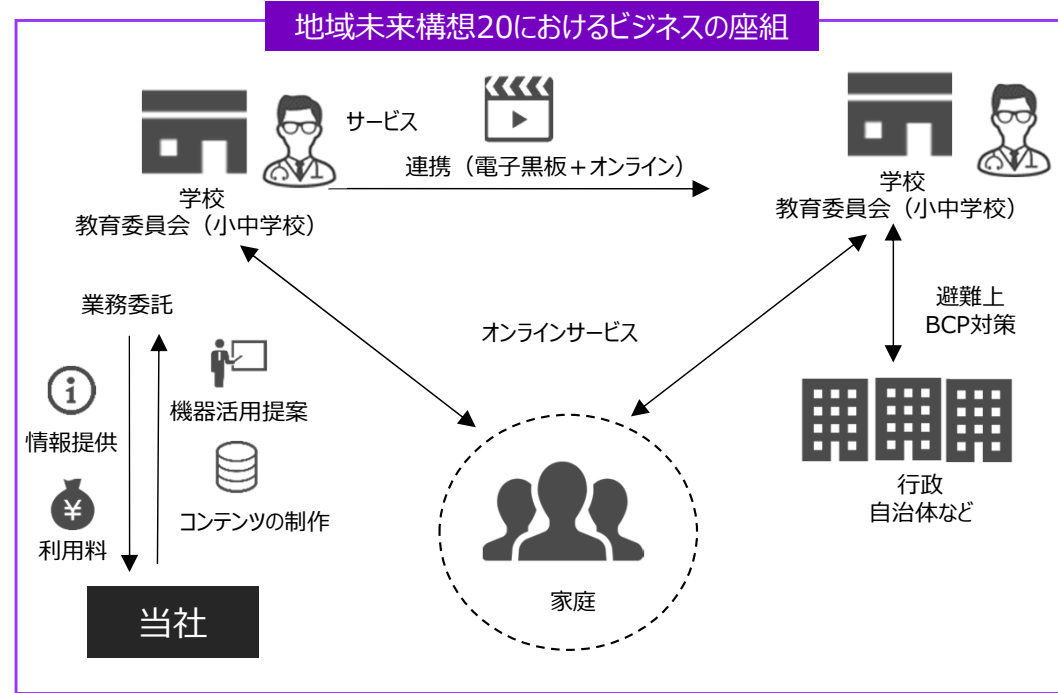 地域未来構想20におけるビジネスの座組
サービス
連携（電子黒板＋オンライン）
学校
教育委員会（小中学校）
学校
教育委員会（小中学校）
業務委託
オンラインサービス
避難上
BCP対策
機器活用提案
情報提供
コンテンツの制作
¥
利用料
行政
自治体など
家庭
当社